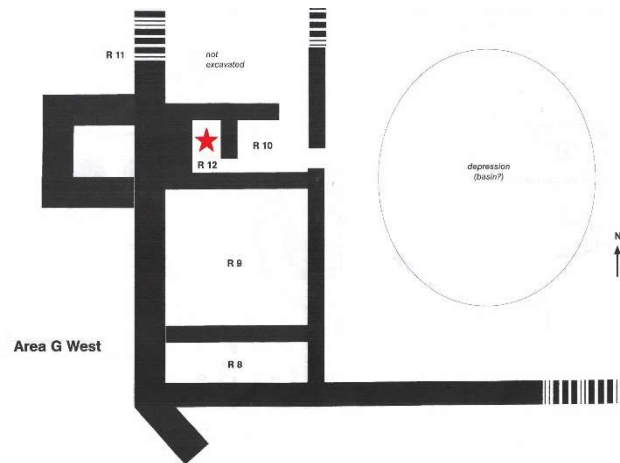 R 11
not
excavated
R 10
R 12
depression
(basin?)
N
R 9
Area G West
R 8